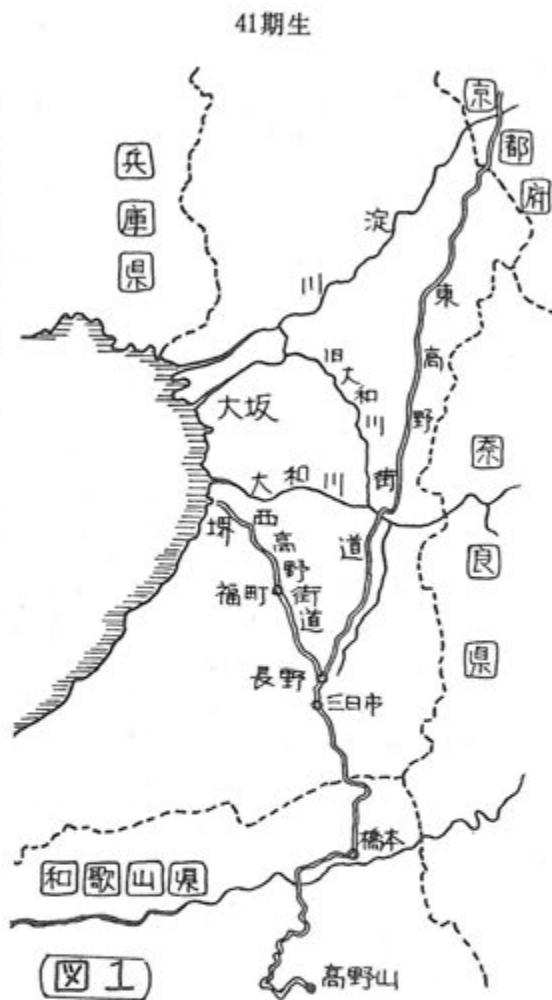 41期生
京都府
兵庫県
淀川
東高野街道
旧大和川
大坂
奈良県
大和川
堺
西高野街道
福町
長野
三日市
橋本
和歌山県
高野山
図1